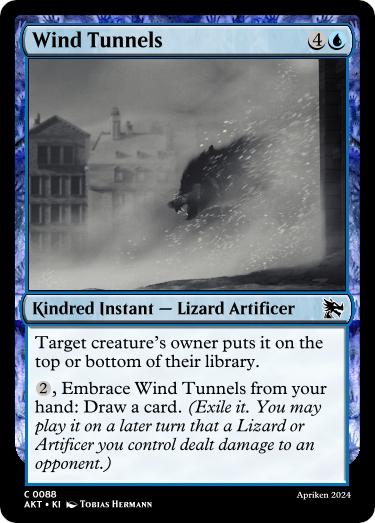 Wind Tunnels 4
Kindred Instant — Lizard Artificer
Target creature's owner puts it on the
top or bottom of their library.
2, Embrace Wind Tunnels from your
hand: Draw a card. (Exile it. You may
play it on a later turn that a Lizard or
Artificer you control dealt damage to an
opponent.)
C 0088
AKT • KI Tobias Hermann
Apriken 2024